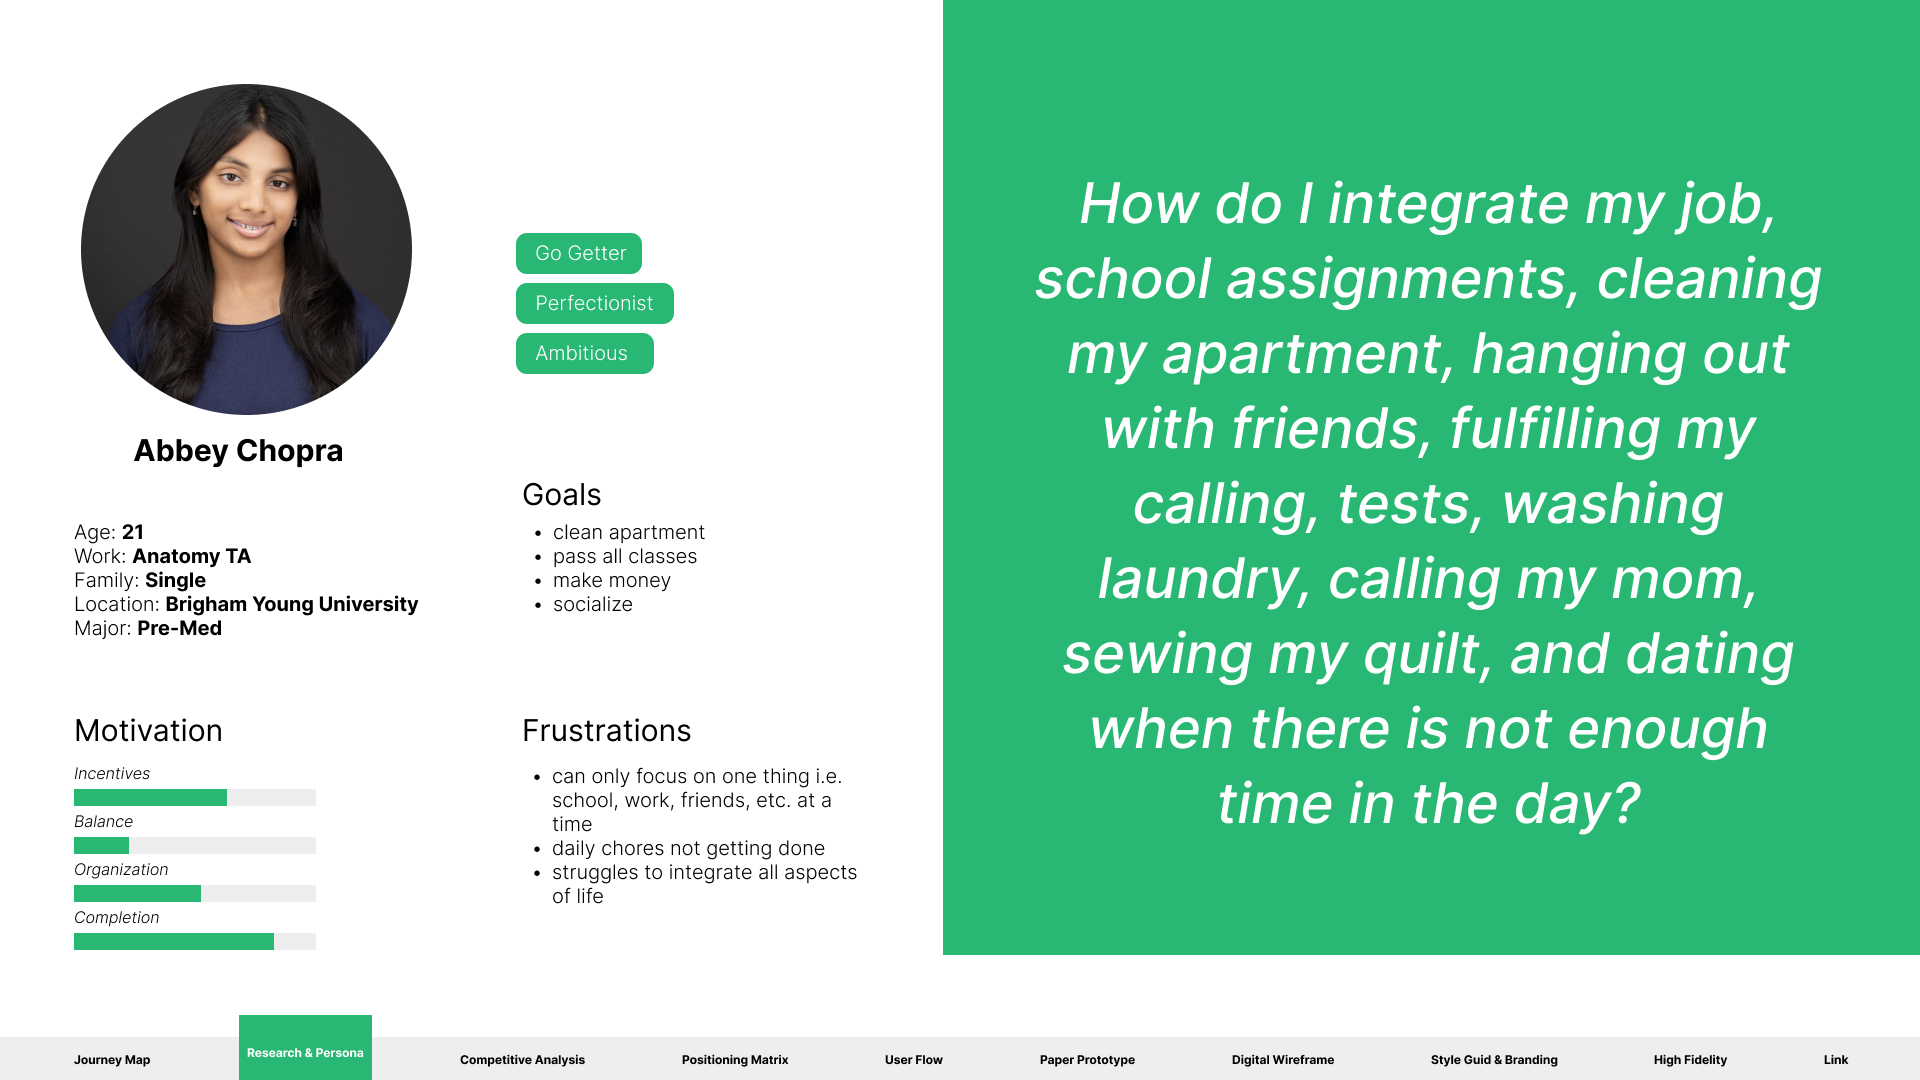 Go Getter
Perfectionist
Ambitious
Abbey Chopra
Age: 21
Work: Anatomy TA
Family: Single
Location: Brigham Young University
Major: Pre-Med
Goals
• clean apartment
• pass all classes
• make money
• socialize
Motivation
Incentives
Balance
Organization
Completion
Frustrations
• can only focus on one thing i.e.
school, work, friends, etc. at a
time
• daily chores not getting done
• struggles to integrate all aspects
of life
How do I integrate my job,
school assignments, cleaning
my apartment, hanging out
with friends, fulfilling my
calling, tests, washing
laundry, calling my mom,
sewing my quilt, and dating
when there is not enough
time in the day?
Journey Map
Research & Persona
Competitive Analysis
Positioning Matrix
User Flow
Paper Prototype
Digital Wireframe
Style Guid & Branding
High Fidelity
Link